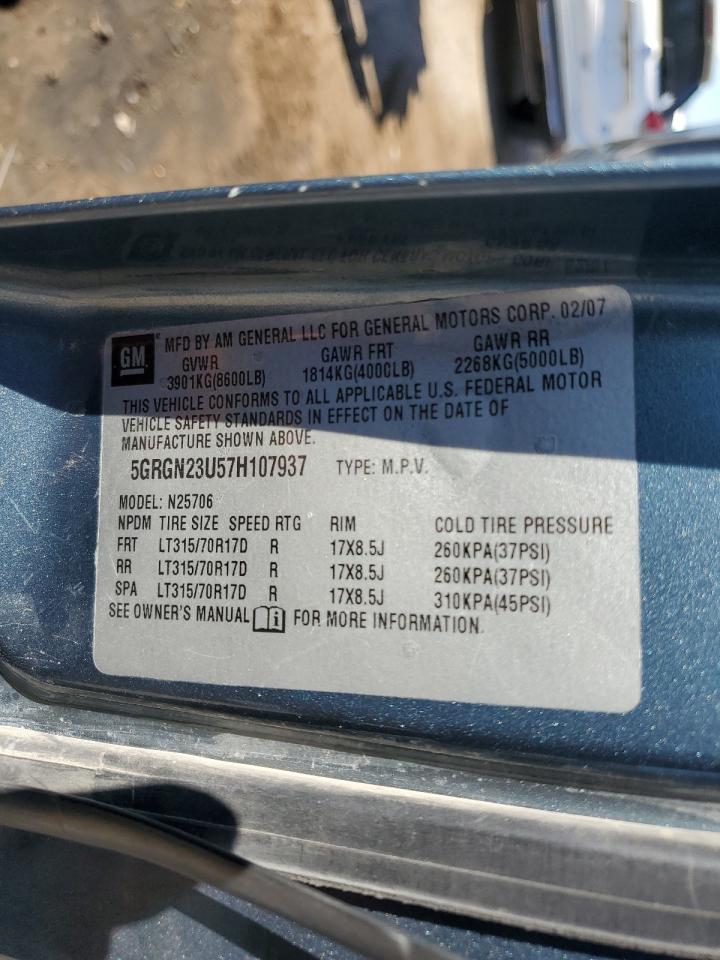 GM MFD BY AM GENERAL LLC FOR GENERAL MOTORS CORP. 02/07
GVWR GAWR FRT GAWR RR
3901KG(8600LB) 1814KG(4000LB) 2268KG(5000LB)
THIS VEHICLE CONFORMS TO ALL APPLICABLE U.S. FEDERAL MOTOR
VEHICLE SAFETY STANDARDS IN EFFECT ON THE DATE OF
MANUFACTURE SHOWN ABOVE.
5GRGN23U57H107937 TYPE: M.P.V.
MODEL: N25706
NPDM TIRE SIZE SPEED RTG RIM COLD TIRE PRESSURE
FRT LT315/70R17D R 17X8.5J 260KPA(37PSI)
RR LT315/70R17D R 17X8.5J 260KPA(37PSI)
SPA LT315/70R17D R 17X8.5J 310KPA(45PSI)
SEE OWNER'S MANUAL FOR MORE INFORMATION.